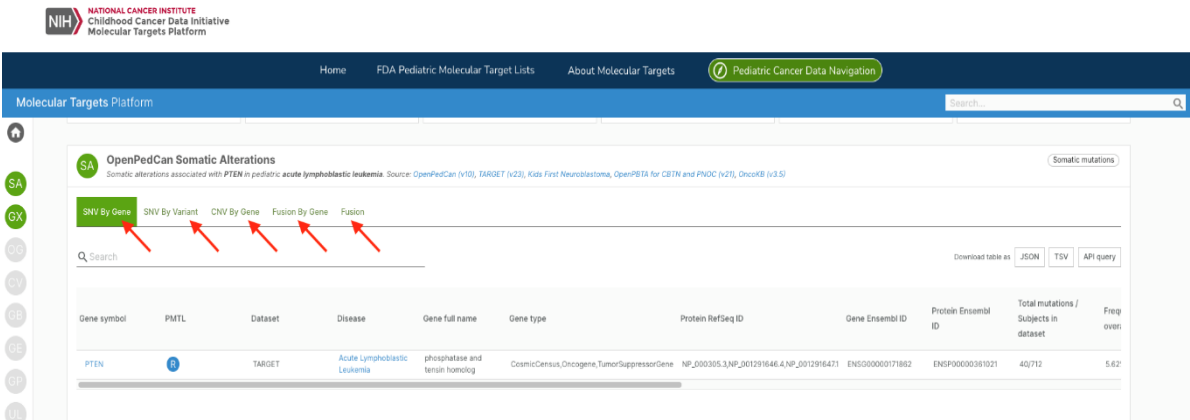 NIH
NATIONAL CANCER INSTITUTE
Childhood Cancer Data Initiative
Molecular Targets Platform
Home FDA Pediatric Molecular Target Lists About Molecular Targets Pediatric Cancer Data Navigation
Molecular Targets Platform Search...
SA OpenPedCan Somatic Alterations Somatic mutations
Somatic alterations associated with PTEN in pediatric acute lymphoblastic leukemia. Source: OpenPedCan (v10), TARGET (v23), Kids First Neuroblastoma, OpenPBTA for CBTN and PNOC (v21), OncoKB (v3.5)
SA
GX
OG
CV
GB
GE
GP
UL
SNV By Gene SNV By Variant CNV By Gene Fusion By Gene Fusion
Search Download table as JSON TSV API query
Gene symbol PMTL Dataset Disease Gene full name Gene type Protein RefSeq ID Gene Ensembl ID Protein Ensembl ID Total mutations / Subjects in dataset
PTEN R TARGET Acute Lymphoblastic Leukemia phosphatase and tensin homolog CosmicCensus,Oncogene,TumorSuppressorGene NP_000305.3,NP_001291646.4,NP_001291647.1 ENSG00000171862 ENSP00000361021 40/712